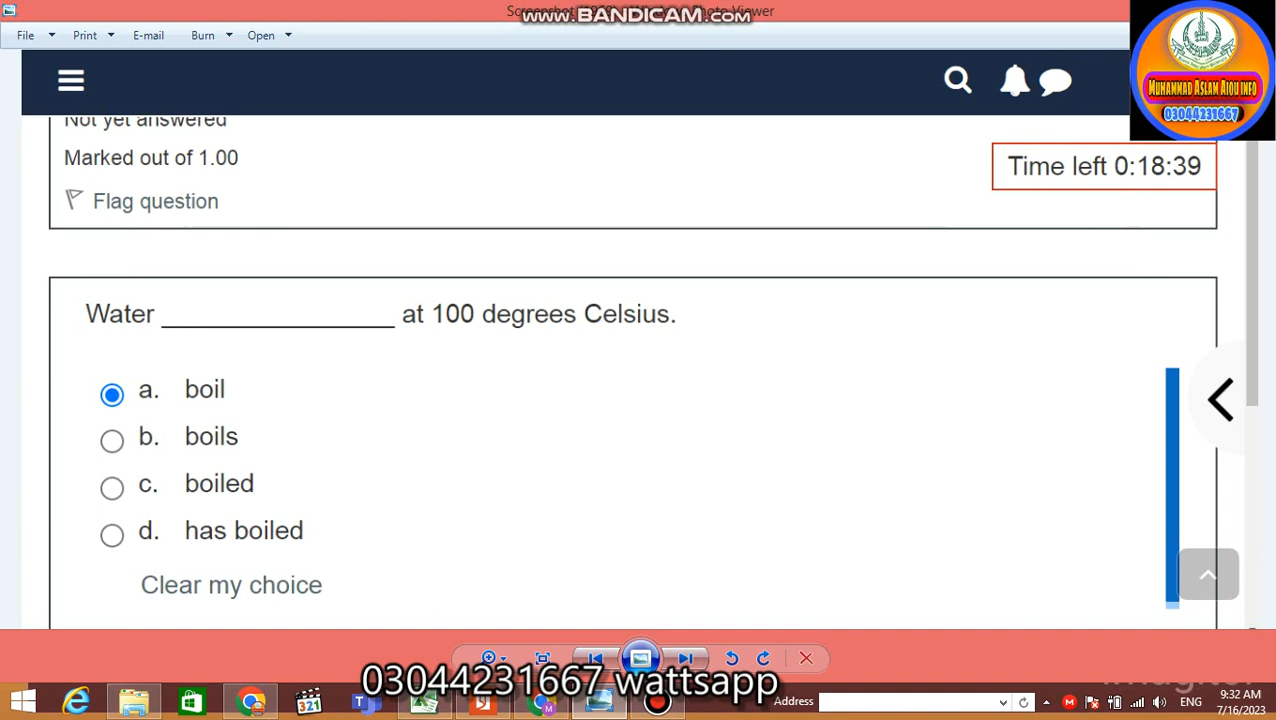 www.BANDICAM.com
File
Print
E-mail
Burn
Open
MUHAMMAD ASLAM AIOU INFO
03044231667
Not yet answered
Marked out of 1.00
Time left 0:18:39
Flag question
Water ________________ at 100 degrees Celsius.
a. boil
b. boils
c. boiled
d. has boiled
Clear my choice
03044231667 wattsapp
Address
ENG
9:32 AM
7/16/2023